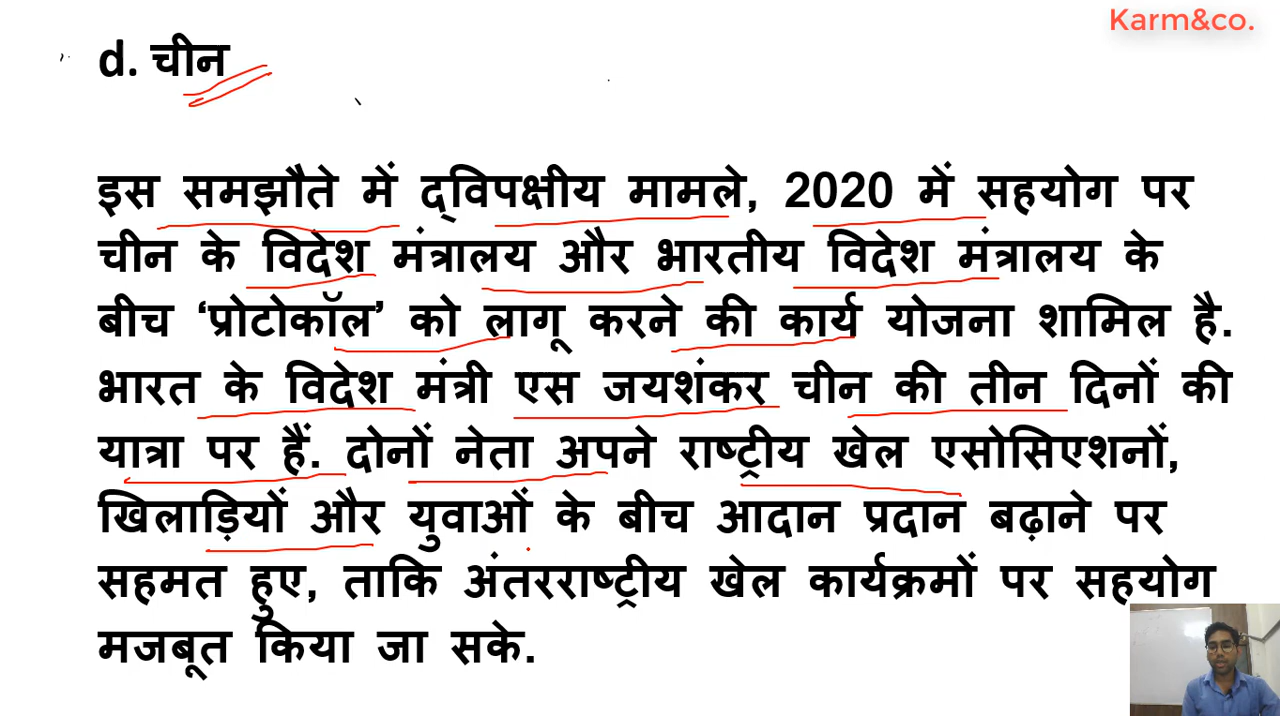 Karm&co.
d. चीन
इस समझौते में द्विपक्षीय मामले, 2020 में सहयोग पर
चीन के विदेश मंत्रालय और भारतीय विदेश मंत्रालय के
बीच ‘प्रोटोकॉल’ को लागू करने की कार्य योजना शामिल है.
भारत के विदेश मंत्री एस जयशंकर चीन की तीन दिनों की
यात्रा पर हैं. दोनों नेता अपने राष्ट्रीय खेल एसोसिएशनों,
खिलाड़ियों और युवाओं के बीच आदान प्रदान बढ़ाने पर
सहमत हुए, ताकि अंतरराष्ट्रीय खेल कार्यक्रमों पर सहयोग
मजबूत किया जा सके.